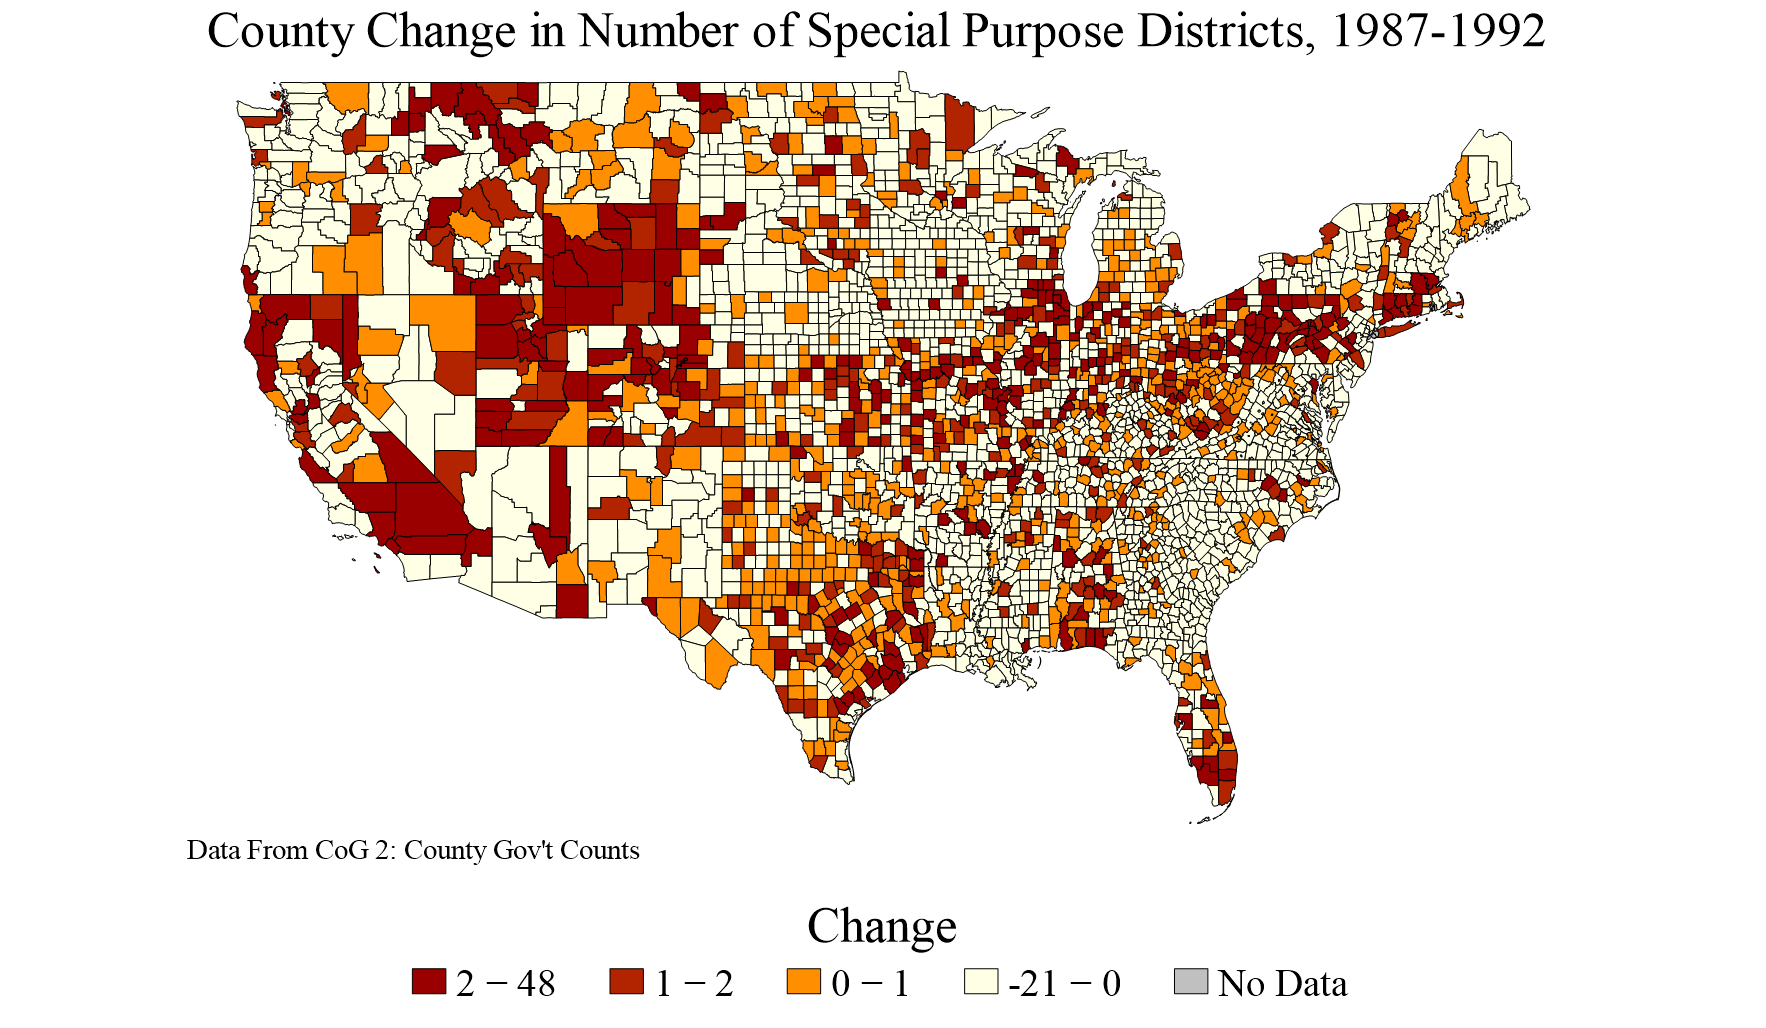 County Change in Number of Special Purpose Districts, 1987-1992
Data From CoG 2: County Gov't Counts
Change
2 − 48 1 − 2 0 − 1 -21 − 0 No Data